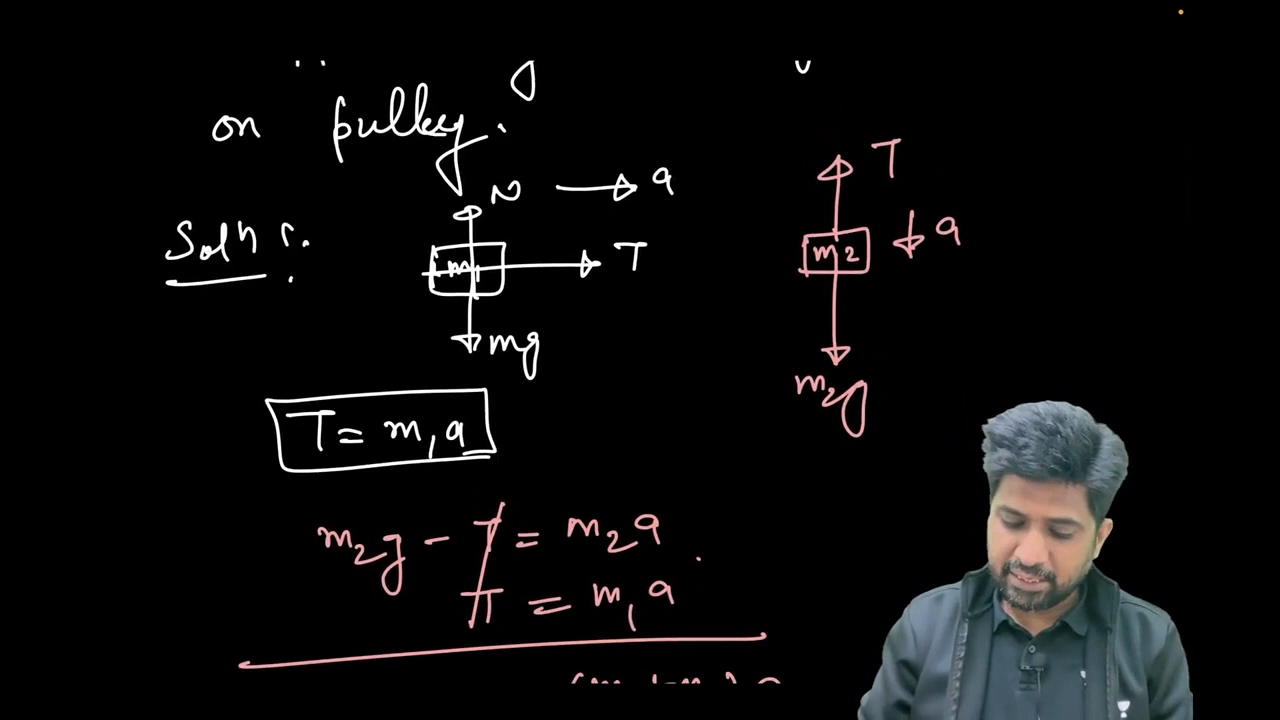 on pulley.
N → a
Soln :
m1 T
mg
T = m₁a
T
m2 a
m₂g
m₂g - T = m₂a
T = m₁a